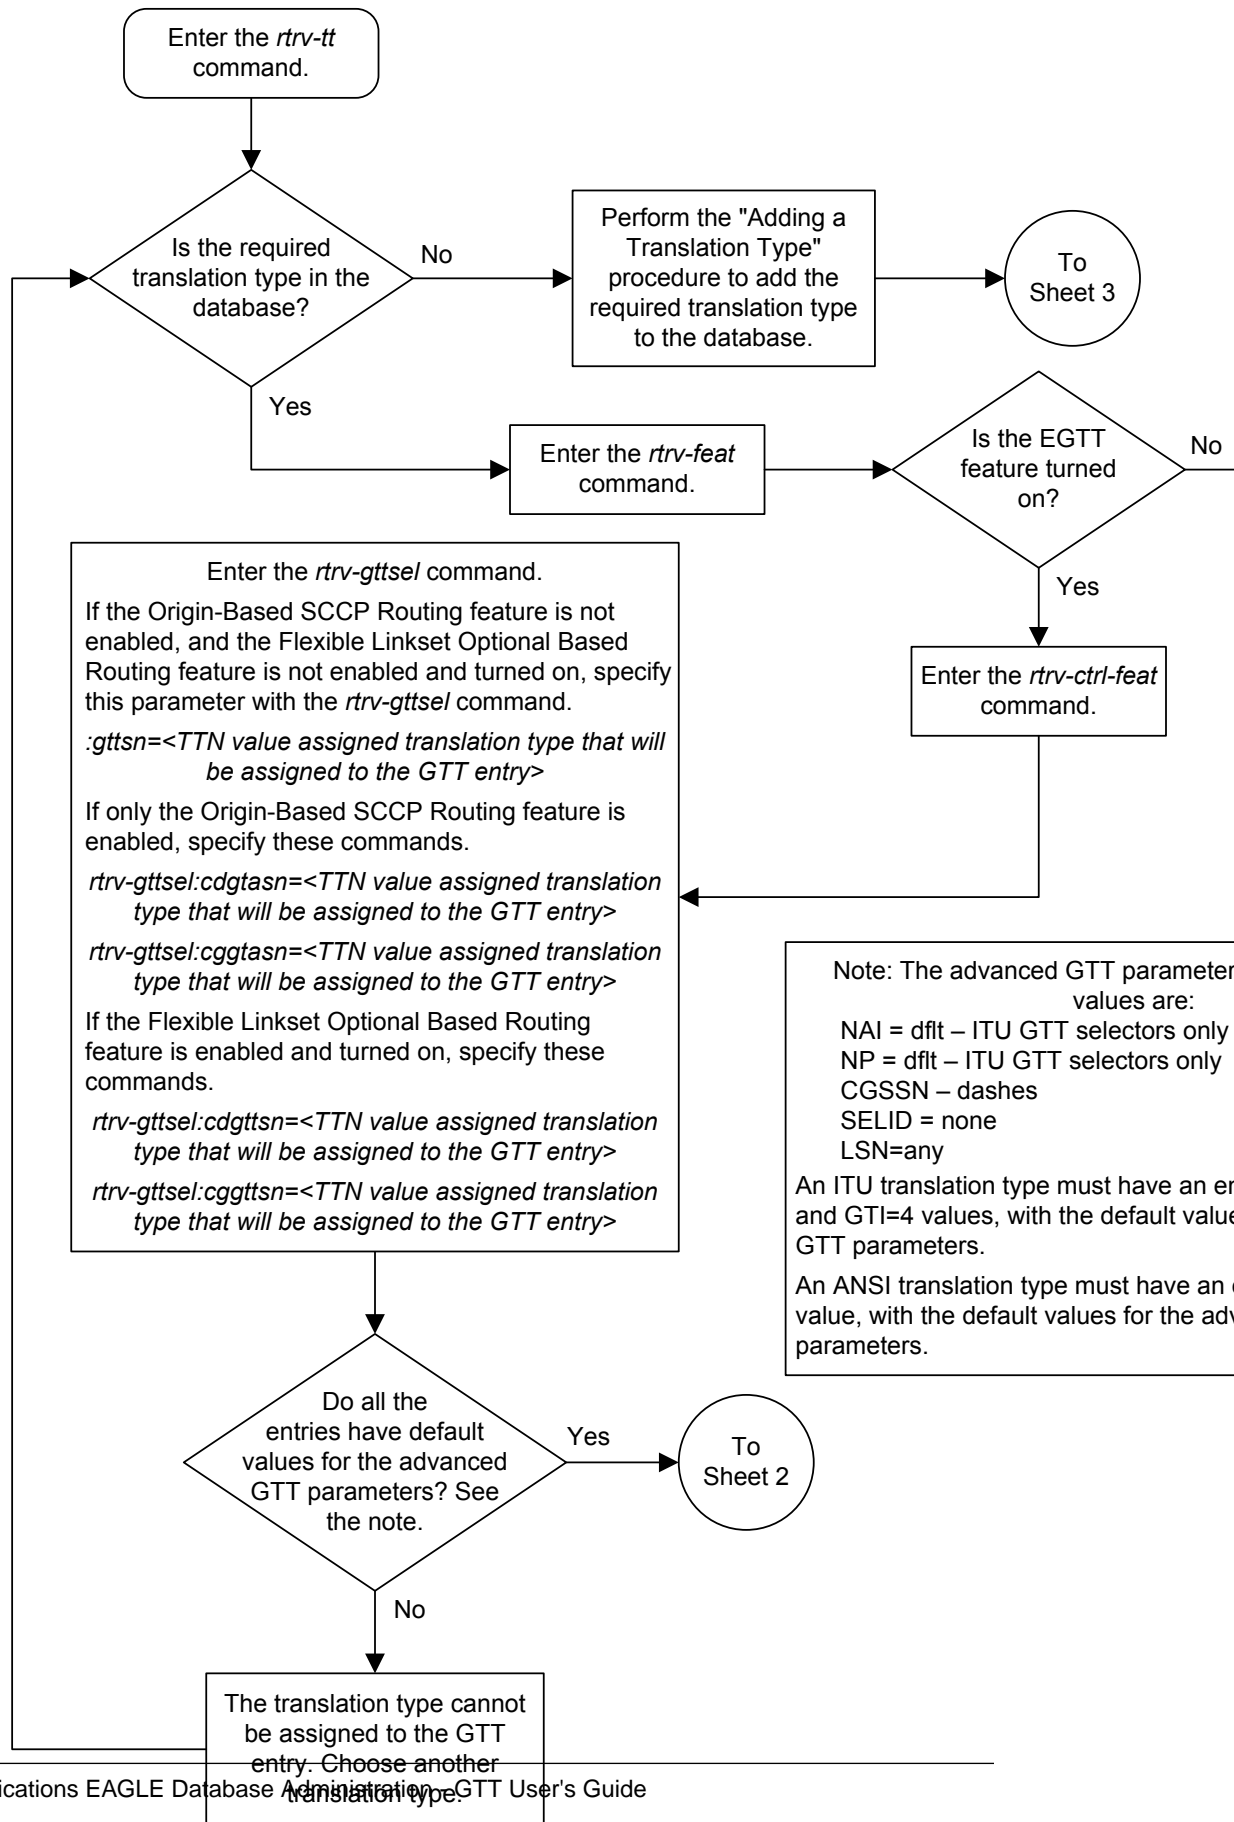 Enter the rtrv-tt
command.
Is the required
translation type in the
database?
No
Perform the "Adding a
Translation Type"
procedure to add the
required translation type
to the database.
To
Sheet 3
Yes
Enter the rtrv-feat
command.
Is the EGTT
feature turned
on?
No
Yes
Enter the rtrv-ctrl-feat
command.
Enter the rtrv-gttsel command.
If the Origin-Based SCCP Routing feature is not
enabled, and the Flexible Linkset Optional Based
Routing feature is not enabled and turned on, specify
this parameter with the rtrv-gttsel command.
:gttsn=<TTN value assigned translation type that will
be assigned to the GTT entry>
If only the Origin-Based SCCP Routing feature is
enabled, specify these commands.
rtrv-gttsel:cdgtasn=<TTN value assigned translation
type that will be assigned to the GTT entry>
rtrv-gttsel:cggtasn=<TTN value assigned translation
type that will be assigned to the GTT entry>
If the Flexible Linkset Optional Based Routing
feature is enabled and turned on, specify these
commands.
rtrv-gttsel:cdgttsn=<TTN value assigned translation
type that will be assigned to the GTT entry>
rtrv-gttsel:cggttsn=<TTN value assigned translation
type that will be assigned to the GTT entry>
Note: The advanced GTT parameter
values are:
NAI = dflt – ITU GTT selectors only
NP = dflt – ITU GTT selectors only
CGSSN – dashes
SELID = none
LSN=any
An ITU translation type must have an
and GTI=4 values, with the default
GTT parameters.
An ANSI translation type must have an
value, with the default values for the
parameters.
Do all the
entries have default
values for the advanced
GTT parameters? See
the note.
Yes
To
Sheet 2
No
The translation type cannot
be assigned to the GTT
entry. Choose another
translation type.
EAGLE Database Administration - GTT User's Guide